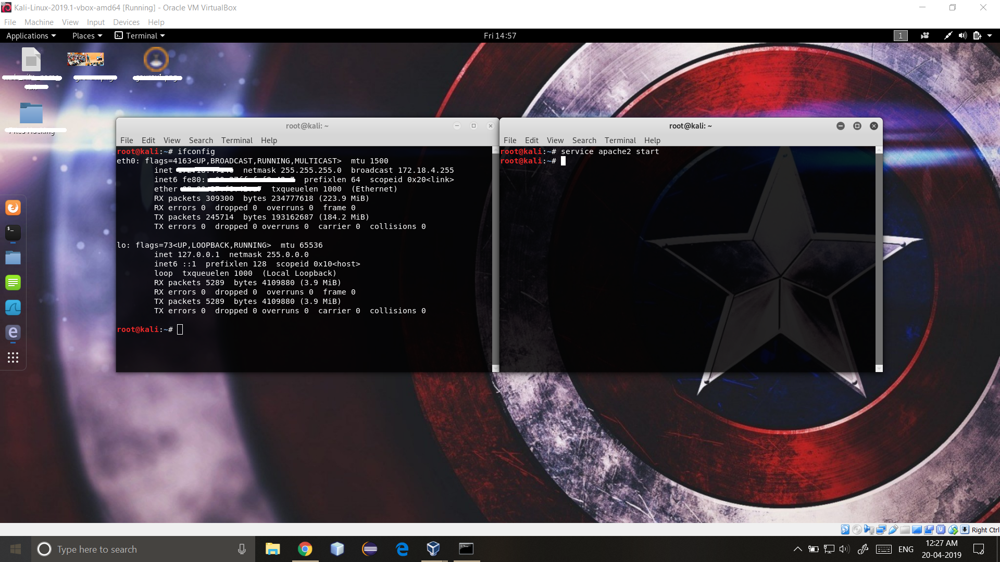 Kali-Linux-2019.1-vbox-amd64 [Running] - Oracle VM VirtualBox
File Machine View Input Devices Help
Applications Places Terminal Fri 14:57 1
root@kali: ~
File Edit View Search Terminal Help
root@kali:~# ifconfig
eth0: flags=4163<UP,BROADCAST,RUNNING,MULTICAST> mtu 1500
inet netmask 255.255.255.0 broadcast 172.18.4.255
inet6 fe80: prefixlen 64 scopeid 0x20<link>
ether txqueuelen 1000 (Ethernet)
RX packets 309300 bytes 234777618 (223.9 MiB)
RX errors 0 dropped 0 overruns 0 frame 0
TX packets 245714 bytes 193162687 (184.2 MiB)
TX errors 0 dropped 0 overruns 0 carrier 0 collisions 0
lo: flags=73<UP,LOOPBACK,RUNNING> mtu 65536
inet 127.0.0.1 netmask 255.0.0.0
inet6 ::1 prefixlen 128 scopeid 0x10<host>
loop txqueuelen 1000 (Local Loopback)
RX packets 5289 bytes 4109880 (3.9 MiB)
RX errors 0 dropped 0 overruns 0 frame 0
TX packets 5289 bytes 4109880 (3.9 MiB)
TX errors 0 dropped 0 overruns 0 carrier 0 collisions 0
root@kali:~#
root@kali: ~
File Edit View Search Terminal Help
root@kali:~# service apache2 start
root@kali:~#
Right Ctrl
Type here to search
ENG
12:27 AM
20-04-2019